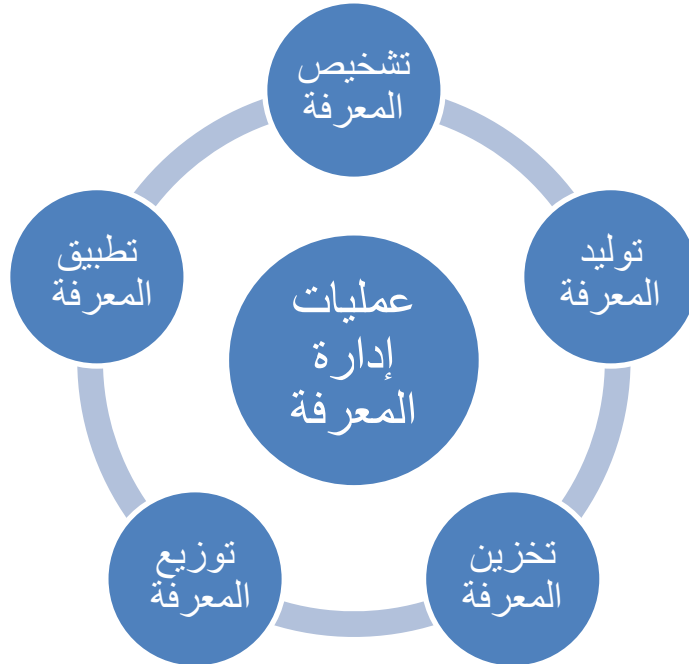 تشخيص
المعرفة
توليد
المعرفة
تخزين
المعرفة
توزيع
المعرفة
تطبيق
المعرفة
عمليات
إدارة
المعرفة